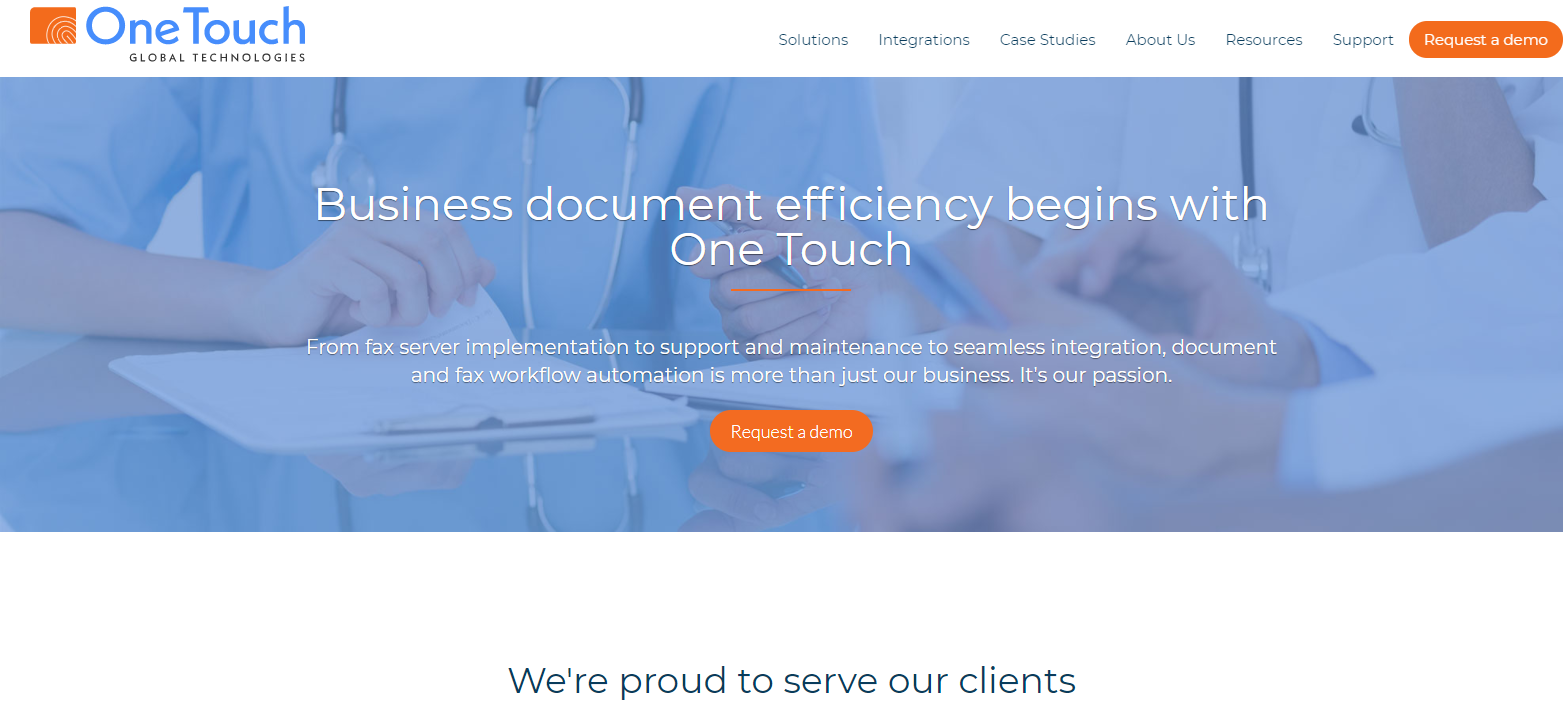 OneTouch
GLOBAL TECHNOLOGIES
Solutions Integrations Case Studies About Us Resources Support Request a demo
Business document efficiency begins with
One Touch
From fax server implementation to support and maintenance to seamless integration, document
and fax workflow automation is more than just our business. It's our passion.
Request a demo
We're proud to serve our clients